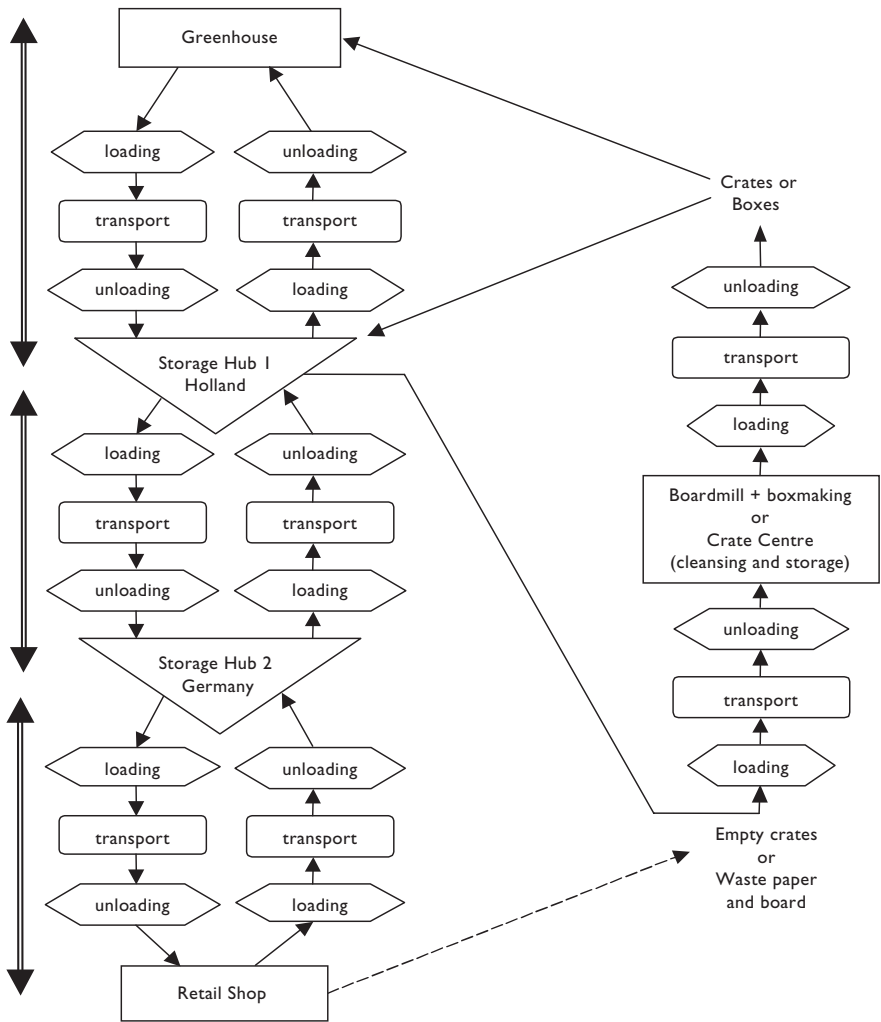 Greenhouse
loading
unloading
transport
transport
unloading
loading
Storage Hub 1
Holland
loading
unloading
transport
transport
unloading
loading
Storage Hub 2
Germany
loading
unloading
transport
transport
unloading
loading
Retail Shop
Crates or
Boxes
unloading
transport
loading
Boardmill + boxmaking
or
Crate Centre
(cleansing and storage)
unloading
transport
loading
Empty crates
or
Waste paper
and board